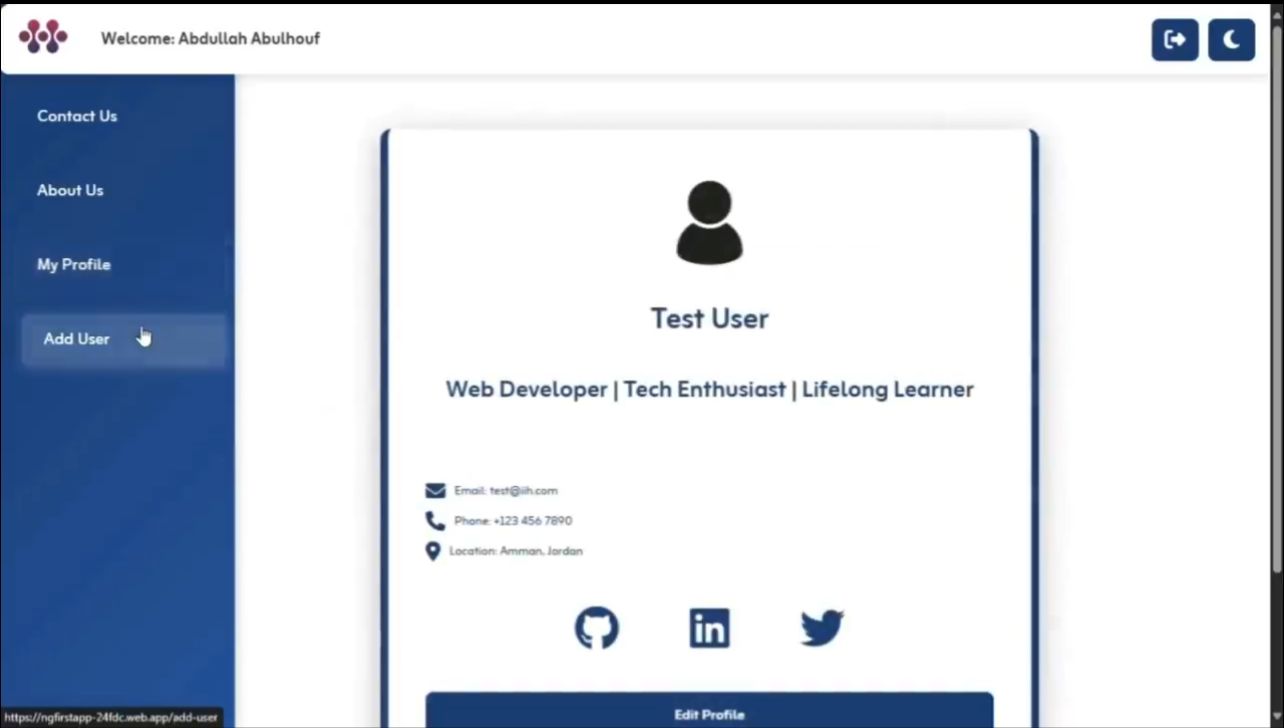 Welcome: Abdullah Abulhouf
Contact Us
About Us
My Profile
Add User
Test User
Web Developer | Tech Enthusiast | Lifelong Learner
Email: test@iih.com
Phone: +123 456 7890
Location: Amman, Jordan
in
Edit Profile
https://ngfirstapp-24fdc.web.app/add-user